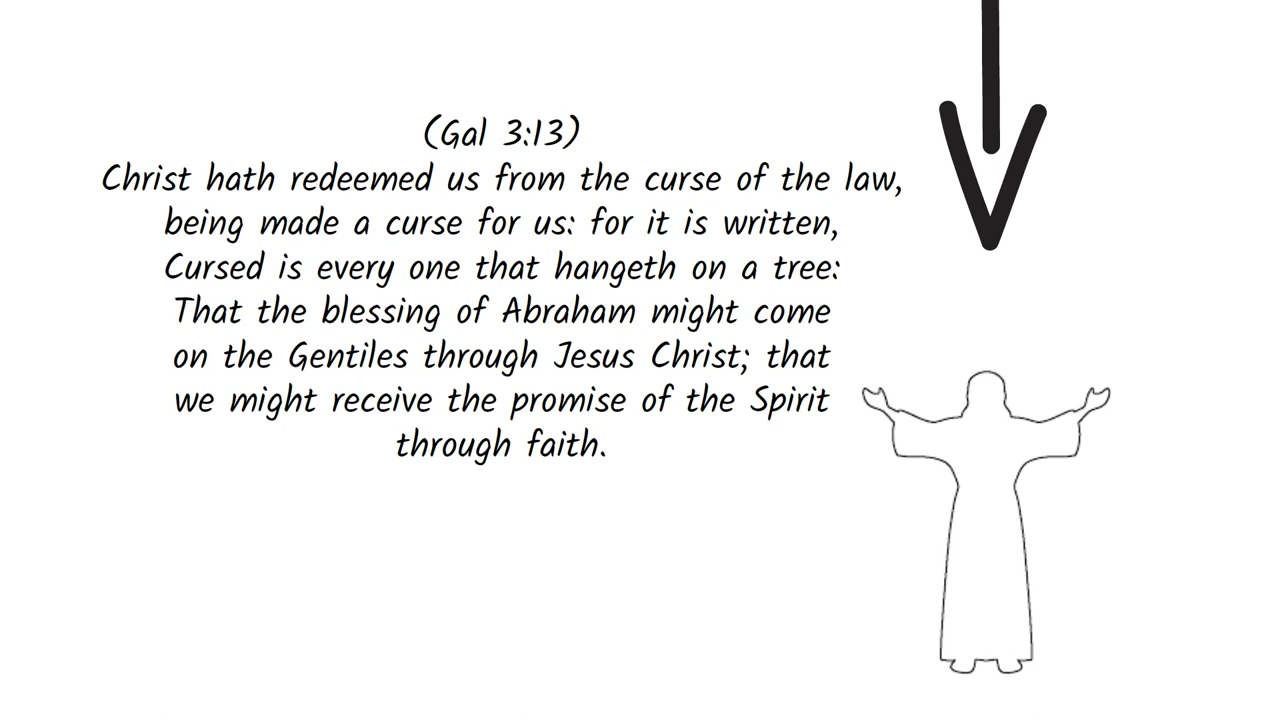 (Gal 3:13)
Christ hath redeemed us from the curse of the law,
being made a curse for us: for it is written,
Cursed is every one that hangeth on a tree:
That the blessing of Abraham might come
on the Gentiles through Jesus Christ; that
we might receive the promise of the Spirit
through faith.